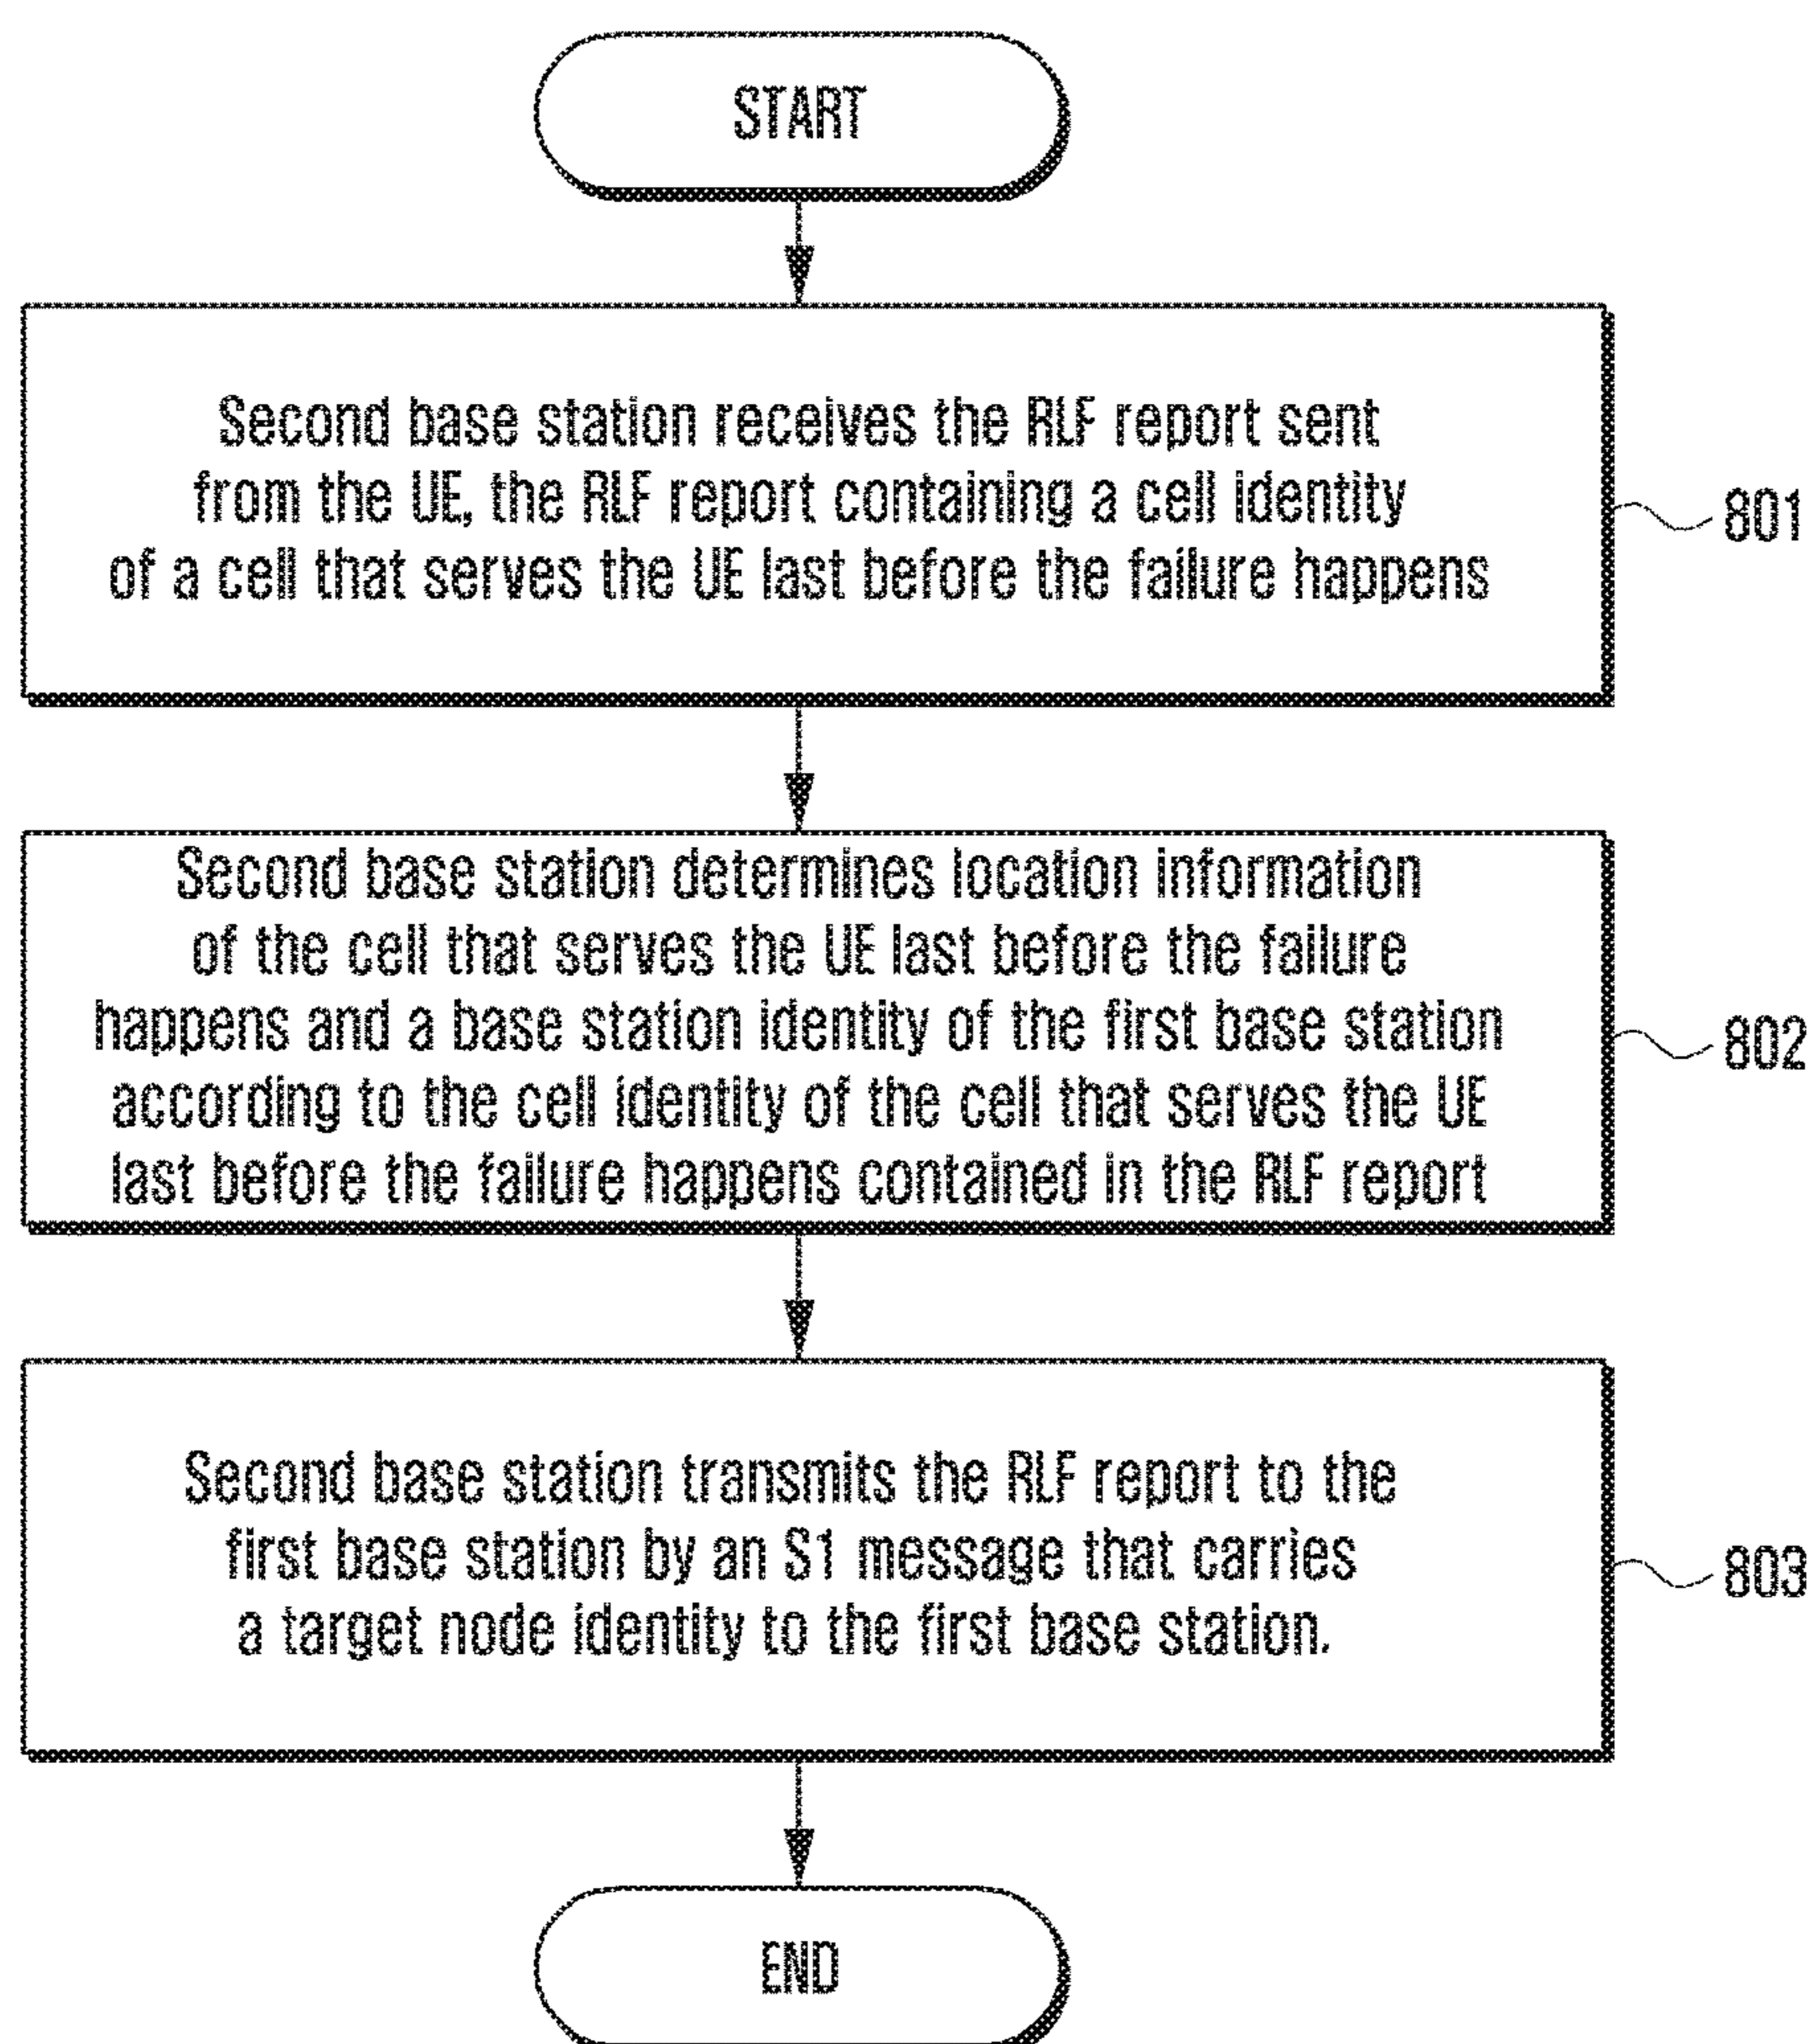 START
Second base station receives the RLF report sent
from the UE, the RLF report containing a cell identity
of a cell that serves the UE last before the failure happens
801
Second base station determines location information
of the cell that serves the UE last before the failure
happens and a base station identity of the first base station
according to the cell identity of the cell that serves the UE
last before the failure happens contained in the RLF report
802
Second base station transmits the RLF report to the
first base station by an S1 message that carries
a target node identity to the first base station.
803
END